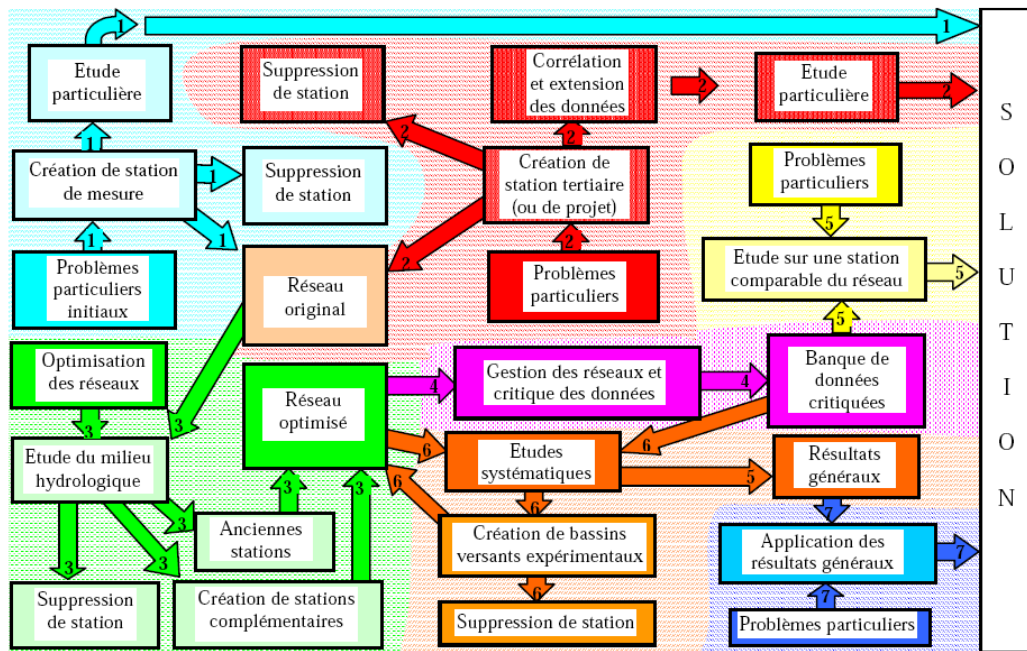 1
1
Etude
particulière
Suppression
de station
Corrélation
et extension
des données
2
Etude
particulière
2
1
2
2
Création de station
de mesure
1
Suppression
de station
Création de
station tertiaire
(ou de projet)
Problèmes
particuliers
1
1
2
2
5
Problèmes
particuliers
initiaux
Réseau
original
Problèmes
particuliers
Etude sur une station
comparable du réseau
5
5
Optimisation
des réseaux
3
3
Réseau
optimisé
4
Gestion des réseaux et
critique des données
4
Banque de
données
critiquées
Etude du milieu
hydrologique
6
6
Etudes
systématiques
5
Résultats
généraux
3
3
3
3
3
6
6
7
Anciennes
stations
Création de bassins
versants expérimentaux
Application des
résultats généraux
7
Suppression
de station
Création de stations
complémentaires
6
Suppression de station
7
Problèmes particuliers
S
O
L
U
T
I
O
N